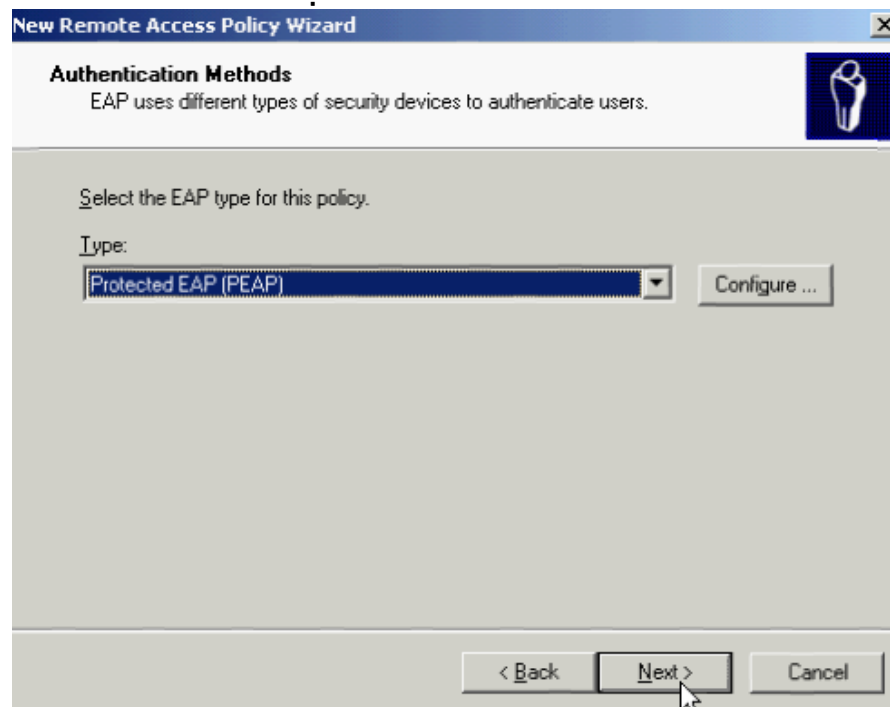 New Remote Access Policy Wizard
Authentication Methods
EAP uses different types of security devices to authenticate users.
Select the EAP type for this policy.
Type:
Protected EAP (PEAP)
Configure ...
< Back
Next >
Cancel